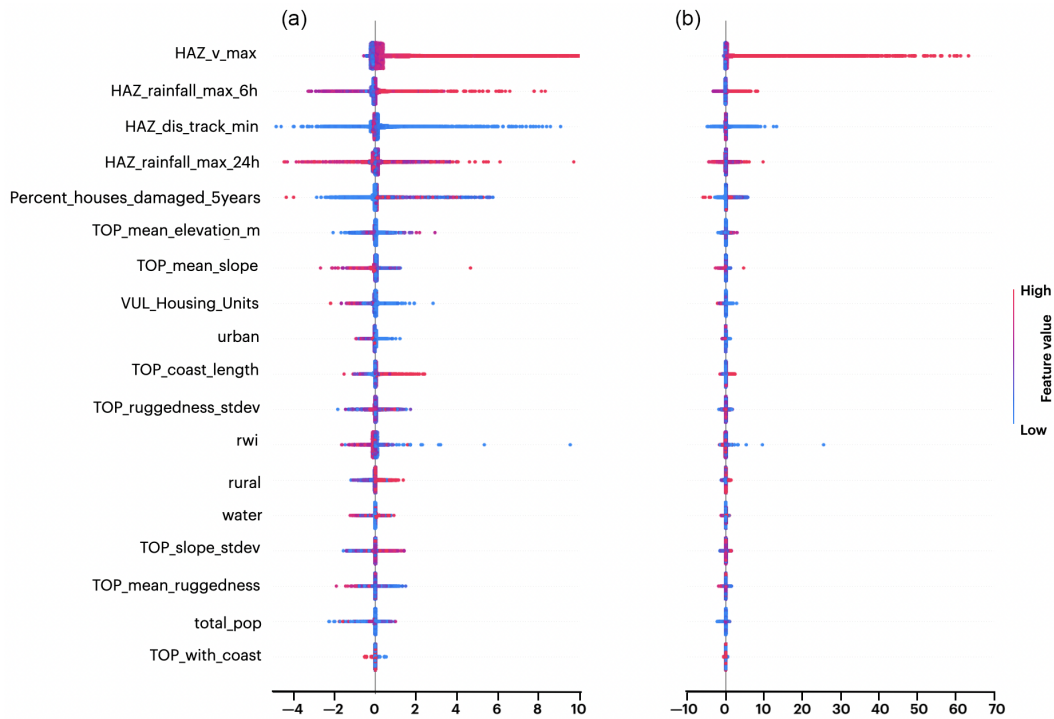 (a) (b)
HAZ_v_max
HAZ_rainfall_max_6h
HAZ_dis_track_min
HAZ_rainfall_max_24h
Percent_houses_damaged_5years
TOP_mean_elevation_m
TOP_mean_slope
VUL_Housing_Units
urban
TOP_coast_length
TOP_ruggedness_stdev
rwi
rural
water
TOP_slope_stdev
TOP_mean_ruggedness
total_pop
TOP_with_coast
High
Feature value
Low
−4 −2 0 2 4 6 8 10
−10 0 10 20 30 40 50 60 70